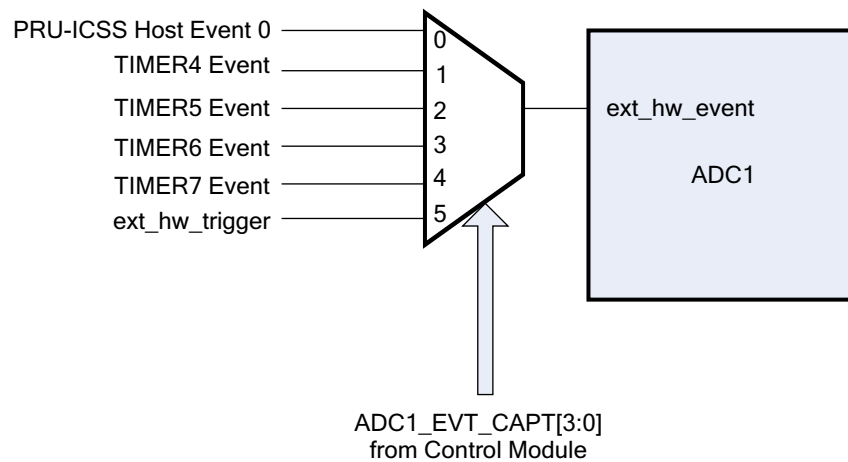 PRU-ICSS Host Event 0
0
TIMER4 Event
1
TIMER5 Event
2
ext_hw_event
TIMER6 Event
3
TIMER7 Event
4
ADC1
ext_hw_trigger
5
ADC1_EVT_CAPT[3:0]
from Control Module